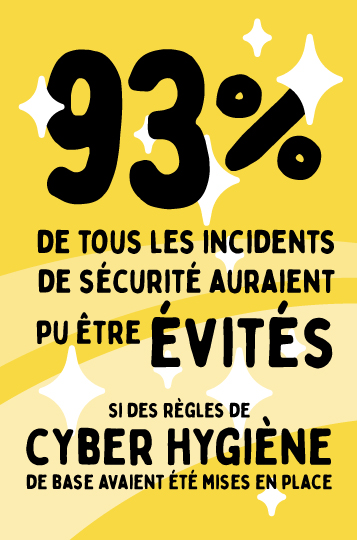 93%
DE TOUS LES INCIDENTS
DE SÉCURITÉ AURAIENT
PU ÊTRE ÉVITÉS
SI DES RÈGLES DE
CYBER HYGIÈNE
DE BASE AVAIENT ÉTÉ MISES EN PLACE